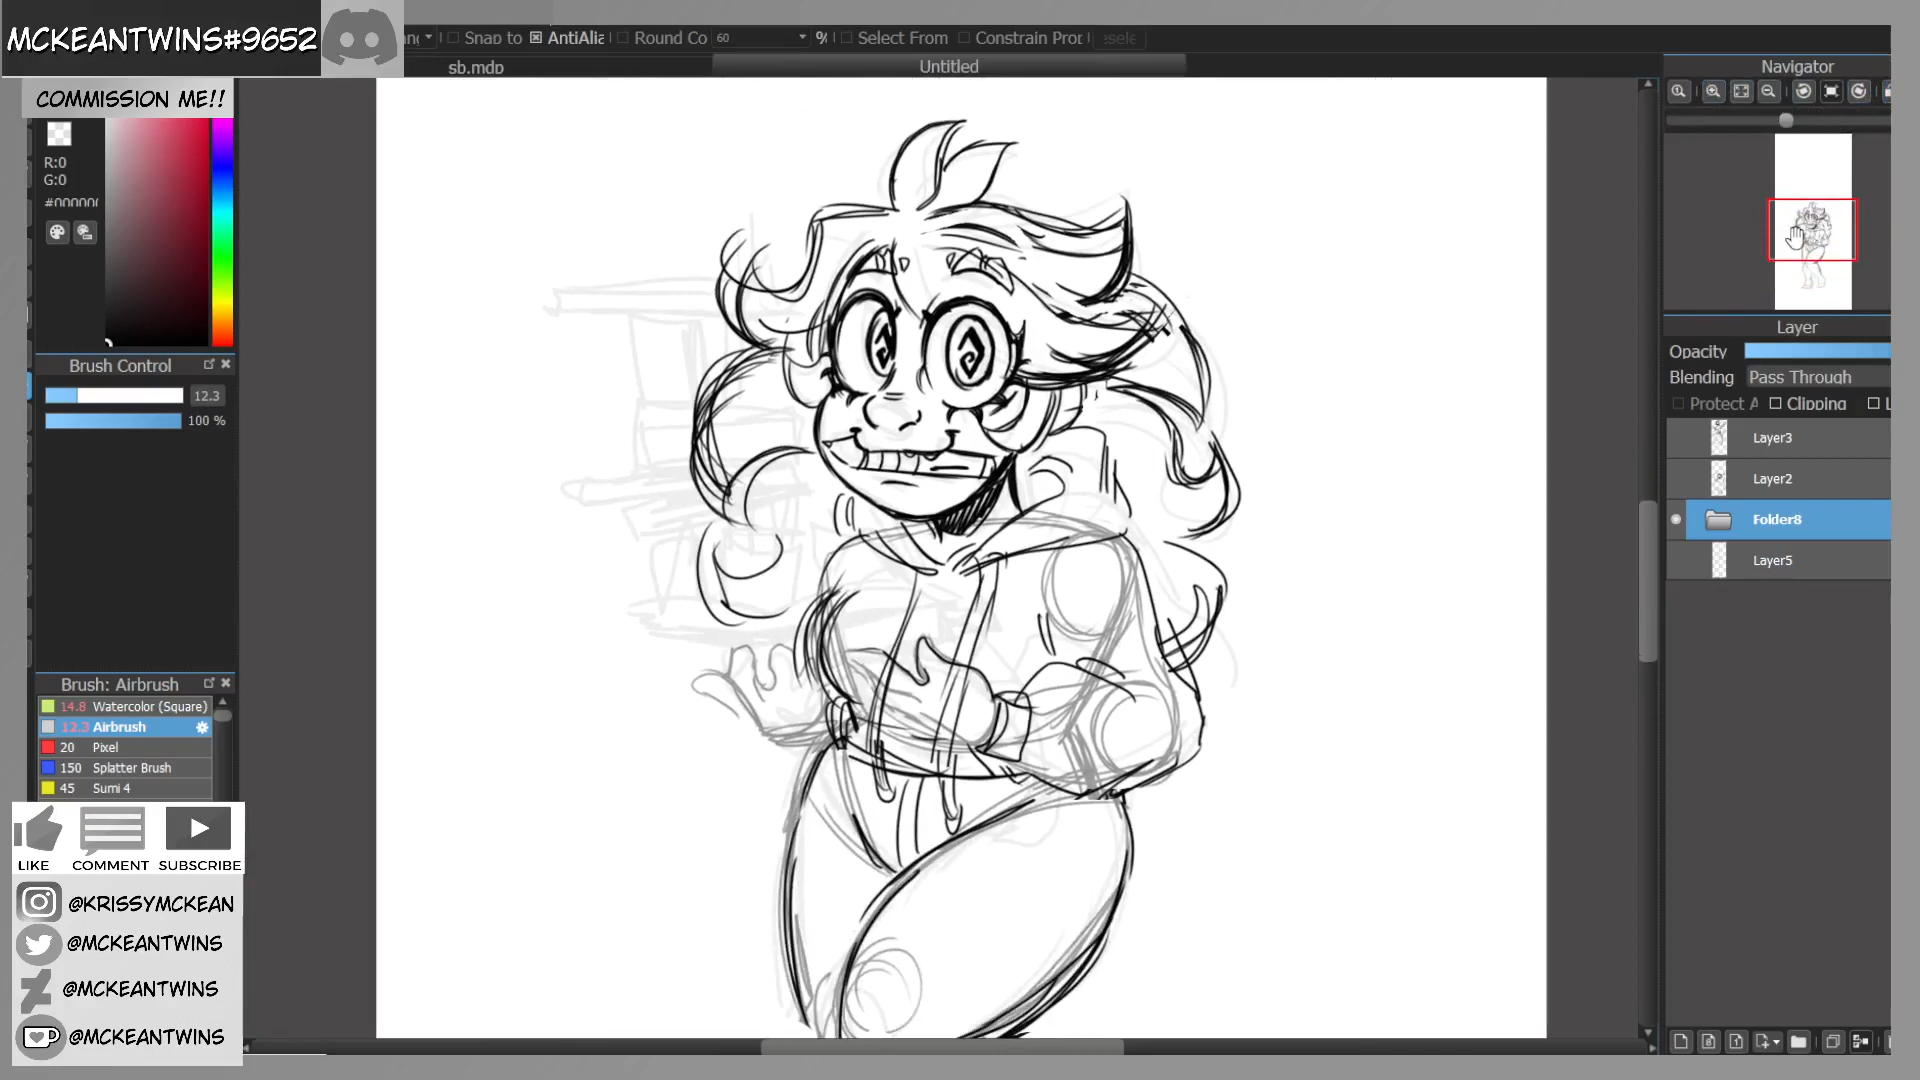 MCKEANTWINS#9652
Snap to
AntiAlia
Round Co
60
%
Select From
Constrain Prop
sb.mdp
Untitled
Navigator
COMMISSION ME!!
R:0
G:0
#000000
Brush Control
12.3
100 %
Layer
Opacity
Blending
Pass Through
Protect A
Clipping
L
Layer3
Layer2
Folder8
Layer5
Brush: Airbrush
14.8 Watercolor (Square)
12.3 Airbrush
20 Pixel
150 Splatter Brush
45 Sumi 4
LIKE COMMENT SUBSCRIBE
@KRISSYMCKEAN
@MCKEANTWINS
@MCKEANTWINS
@MCKEANTWINS